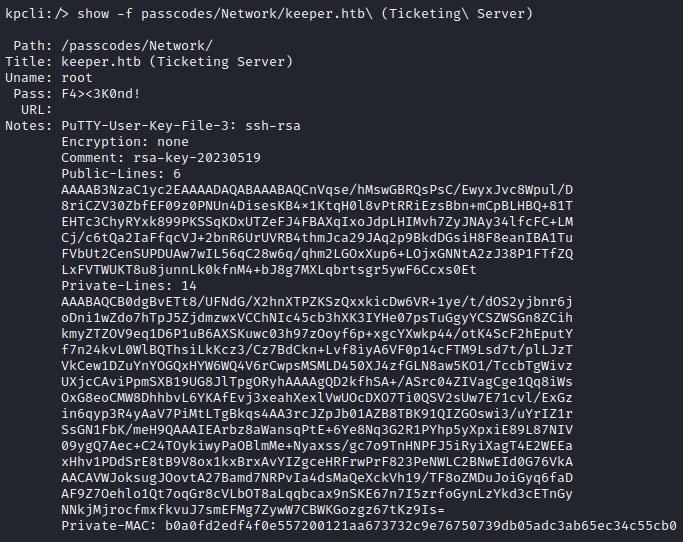 kpcli:/> show -f passcodes/Network/keeper.htb\ (Ticketing\ Server)
Path: /passcodes/Network/
Title: keeper.htb (Ticketing Server)
Uname: root
Pass: F4><3K0nd!
URL:
Notes: PuTTY-User-Key-File-3: ssh-rsa
Encryption: none
Comment: rsa-key-20230519
Public-Lines: 6
AAAAB3NzaC1yc2EAAAADAQABAAABAQCnVqse/hMswGBRQsPsC/EwyxJvc8Wpul/D
8riCZV30ZbfEF09z0PNUn4DisesKB4×1KtqH0l8vPtRRiEzsBbn+mCpBLHBQ+81T
EHTc3ChyRYxk899PKSSqKDxUTZeFJ4FBAXqIxoJdpLHIMvh7ZyJNAy34lfcFC+LM
Cj/c6tQa2IaFfqcVJ+2bnR6UrUVRB4thmJca29JAq2p9BkdDGsiH8F8eanIBA1Tu
FVbUt2CenSUPDUAw7wIL56qC28w6q/qhm2LGOxXup6+LOjxGNNtA2zJ38P1FTfZQ
LxFVTWUKT8u8junnLk0kfnM4+bJ8g7MXLqbrtsgr5ywF6Ccxs0Et
Private-Lines: 14
AAABAQCB0dgBvETt8/UFNdG/X2hnXTPZKSzQxxkicDw6VR+1ye/t/dOS2yjbnr6j
oDni1wZdo7hTpJ5ZjdmzwxVCChNIc45cb3hXK3IYHe07psTuGgyYCSZWSGn8ZCih
kmyZTZOV9eq1D6P1uB6AXSKuwc03h97zOoyf6p+xgcYXwkp44/otK4ScF2hEputY
f7n24kvL0WlBQThsiLkKcz3/Cz7BdCkn+Lvf8iyA6VF0p14cFTM9Lsd7t/plLJzT
VkCew1DZuYnYOGQxHYW6WQ4V6rCwpsMSMLD450XJ4zfGLN8aw5KO1/TccbTgWivz
UXjcCAviPpmSXB19UG8JlTpgORyhAAAAgQD2kfhSA+/ASrc04ZIVagCge1Qq8iWs
OxG8eoCMW8DhhbvL6YKAfEvj3xeahXexlVwUOcDXO7Ti0QSV2sUw7E71cvl/ExGz
in6qyp3R4yAaV7PiMtLTgBkqs4AA3rcJZpJb01AZB8TBK91QIZGOswi3/uYrIZ1r
SsGN1FbK/meH9QAAAIEArbz8aWansqPtE+6Ye8Nq3G2R1PYhp5yXpxiE89L87NIV
09ygQ7Aec+C24TOykiwyPaOBlmMe+Nyaxss/gc7o9TnHNPFJ5iRyiXagT4E2WEEa
xHhv1PDdSrE8tB9V8ox1kxBrxAvYIZgceHRFrwPrF823PeNWLC2BNwEId0G76VkA
AACAVWJoksugJOovtA27Bamd7NRPvIa4dsMaQeXckVh19/TF8oZMDuJoiGyq6faD
AF9Z7Oehlo1Qt7oqGr8cVLbOT8aLqqbcax9nSKE67n7I5zrfoGynLzYkd3cETnGy
NNkjMjrocfmxfkvuJ7smEFMg7ZywW7CBWKGozgz67tKz9Is=
Private-MAC: b0a0fd2edf4f0e557200121aa673732c9e76750739db05adc3ab65ec34c55cb0